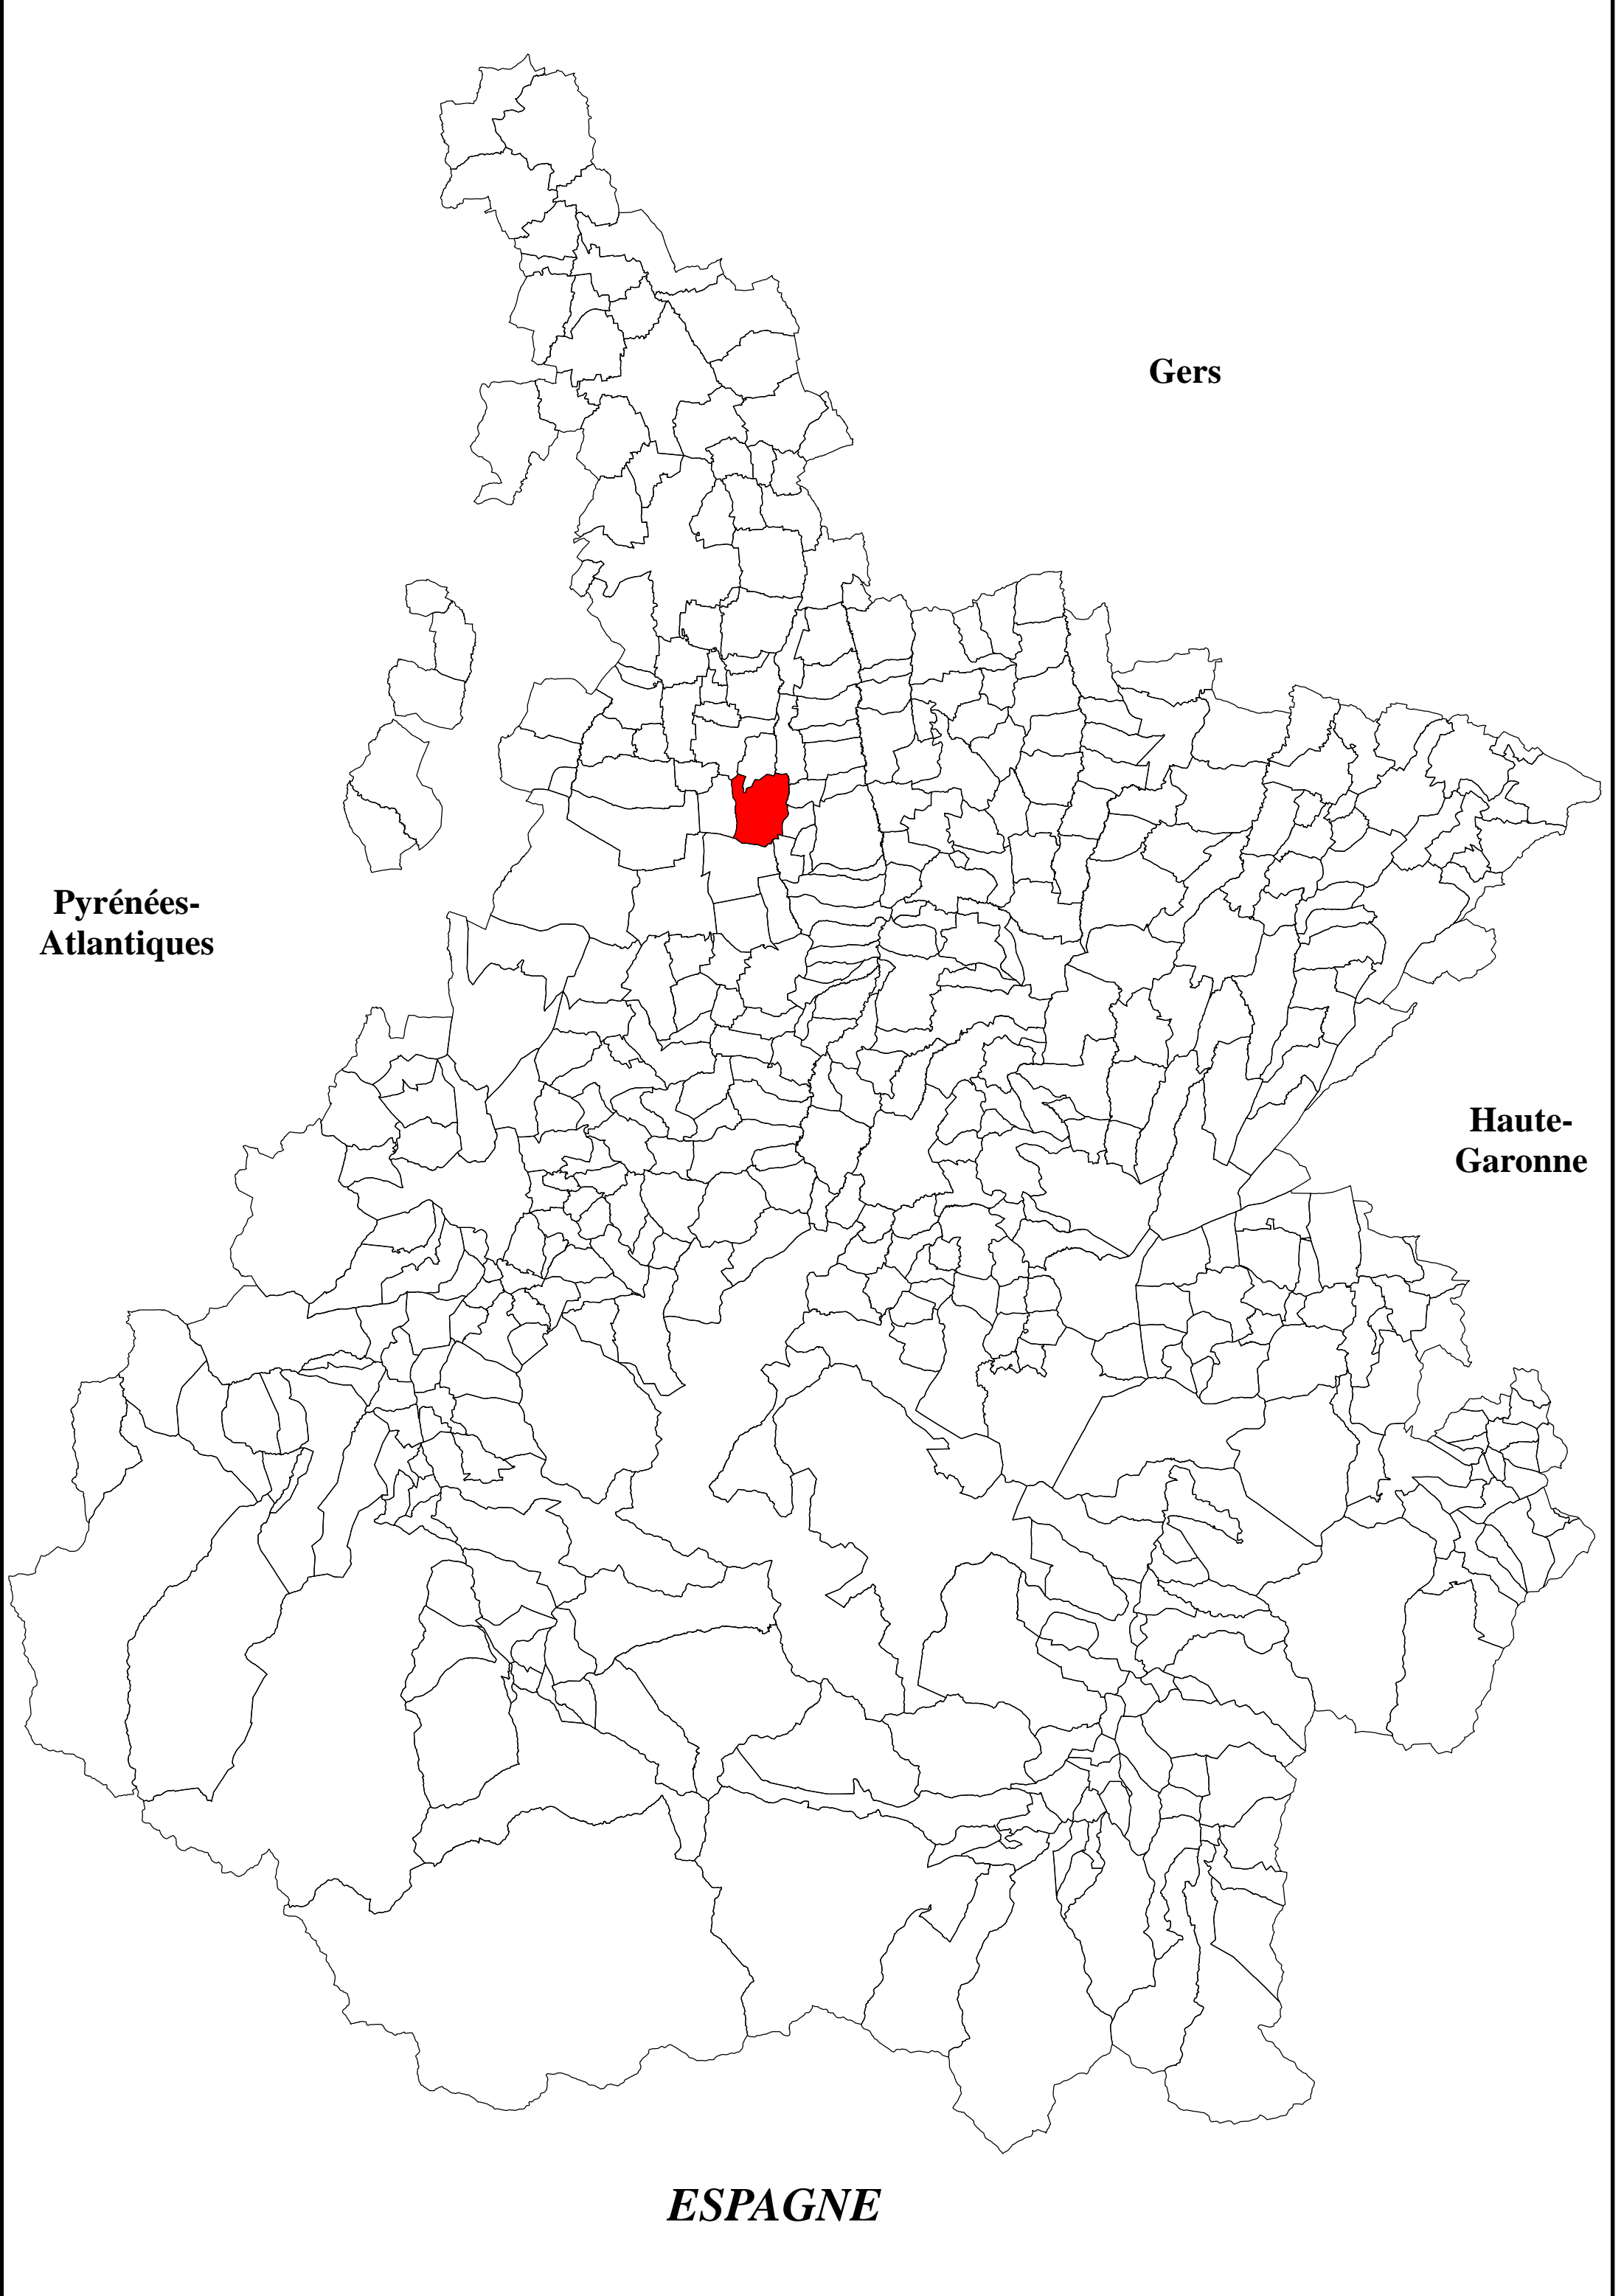 Gers
Pyrénées-
Atlantiques
Haute-
Garonne
ESPAGNE